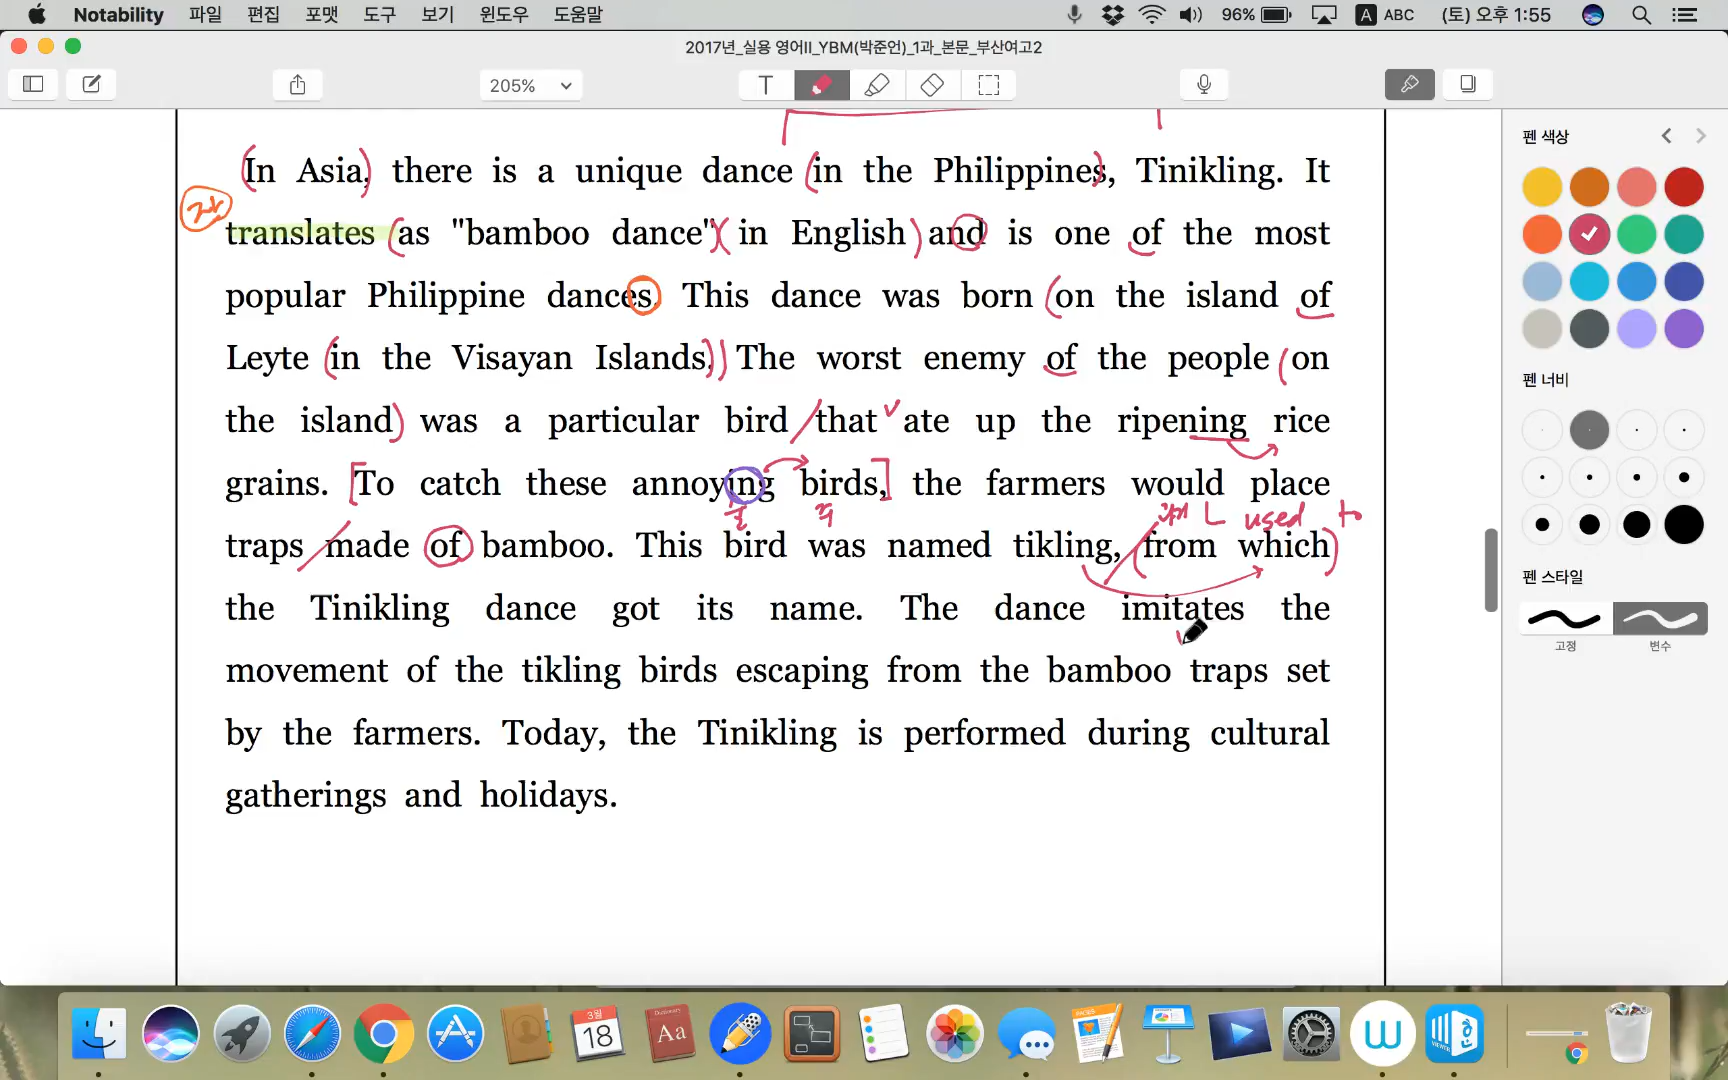 Notability 파일 편집 포맷 도구 보기 윈도우 도움말 96% A ABC (토) 오후 1:55
2017년_실용 영어II_YBM(박준언)_1과_본문_부산여고2
205% T
펜 색상
In Asia, there is a unique dance in the Philippines, Tinikling. It
translates as "bamboo dance" in English and is one of the most
popular Philippine dances. This dance was born on the island of
Leyte in the Visayan Islands. The worst enemy of the people on
the island was a particular bird that ate up the ripening rice
grains. To catch these annoying birds, the farmers would place
used to
traps made of bamboo. This bird was named tikling, from which
the Tinikling dance got its name. The dance imitates the
movement of the tikling birds escaping from the bamboo traps set
by the farmers. Today, the Tinikling is performed during cultural
gatherings and holidays.
펜 너비
펜 스타일
고정 변수
3월
18
Aa
W